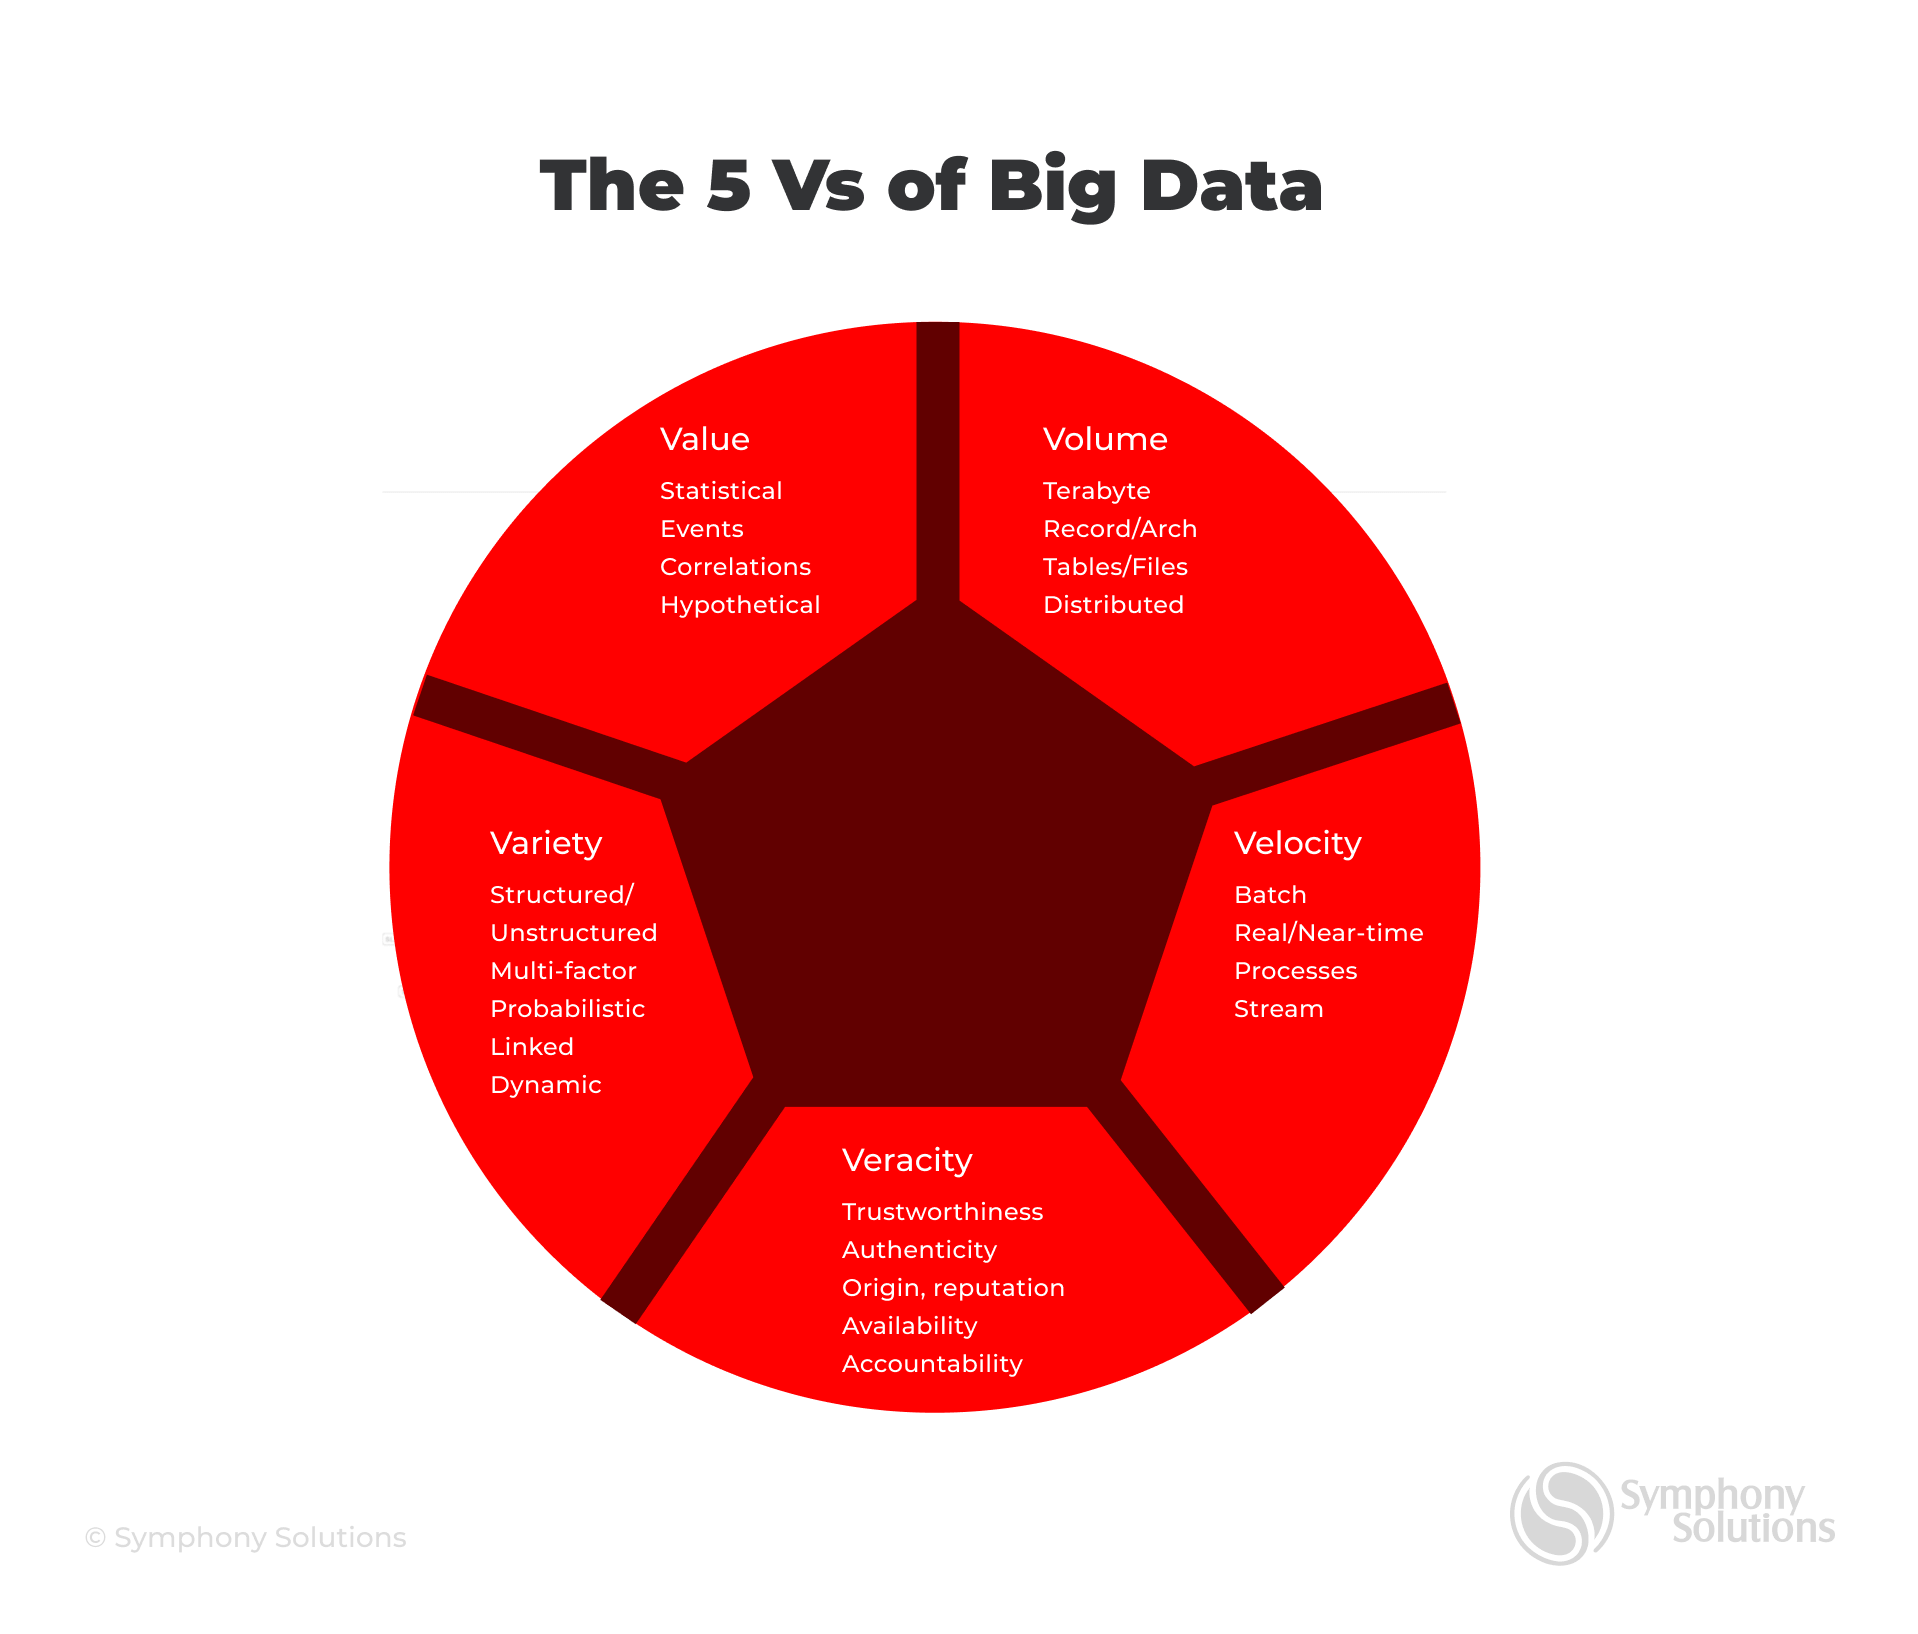 The 5 Vs of Big Data
Value
Statistical
Events
Correlations
Hypothetical
Volume
Terabyte
Record/Arch
Tables/Files
Distributed
Variety
Structured/
Unstructured
Multi-factor
Probabilistic
Linked
Dynamic
Velocity
Batch
Real/Near-time
Processes
Stream
Veracity
Trustworthiness
Authenticity
Origin, reputation
Availability
Accountability
© Symphony Solutions
Symphony
Solutions